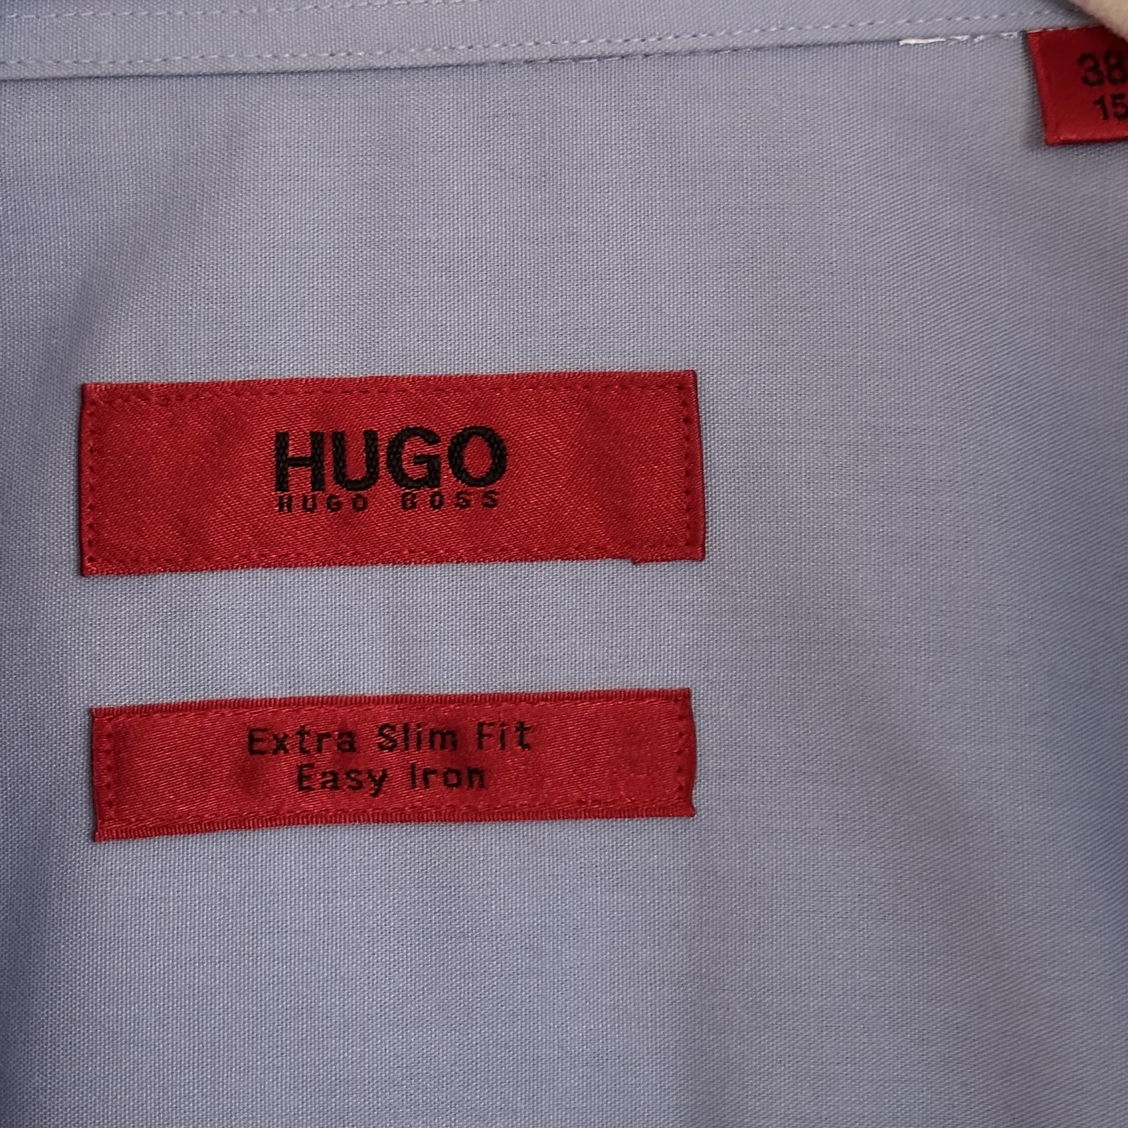 38
15
HUGO
HUGO BOSS
Extra Slim Fit
Easy Iron